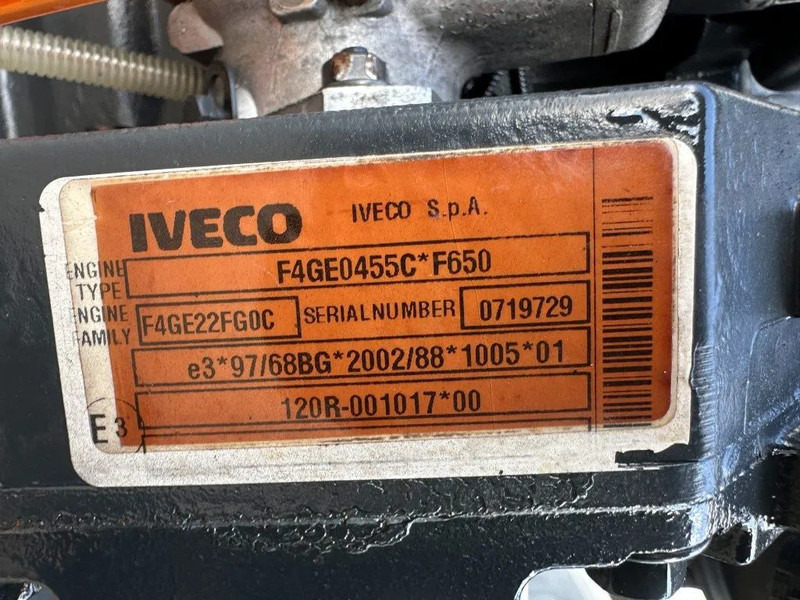 IVECO IVECO S.p.A.
ENGINE TYPE F4GE0455C*F650
ENGINE FAMILY F4GE22FG0C SERIALNUMBER 0719729
e3*97/68BG*2002/88*1005*01
120R-001017*00
E3